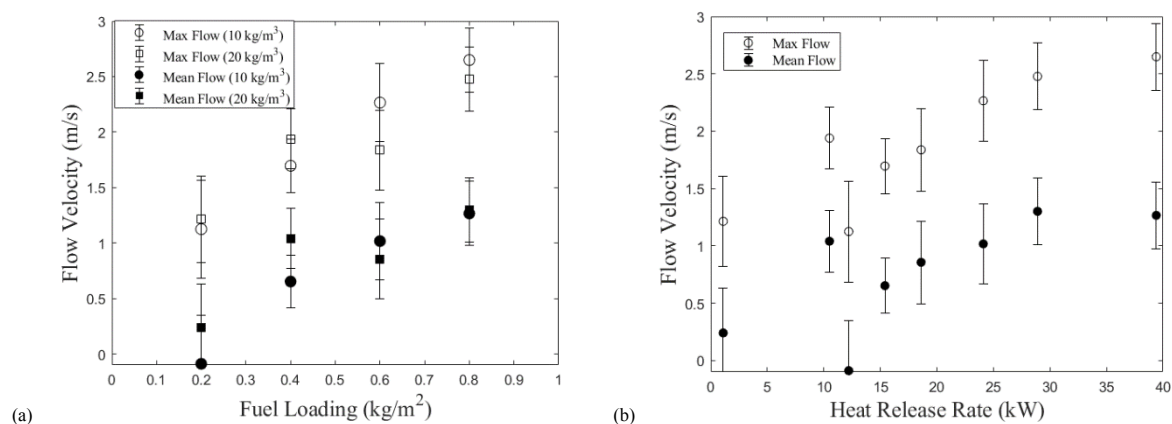 3
Max Flow (10 kg/m³)
Max Flow (20 kg/m³)
Mean Flow (10 kg/m³)
Mean Flow (20 kg/m³)
2.5
2
1.5
1
0.5
0
Flow Velocity (m/s)
0 0.1 0.2 0.3 0.4 0.5 0.6 0.7 0.8 0.9 1
Fuel Loading (kg/m²)
(a)
3
Max Flow
Mean Flow
2.5
2
1.5
1
0.5
0
Flow Velocity (m/s)
0 5 10 15 20 25 30 35 40
Heat Release Rate (kW)
(b)